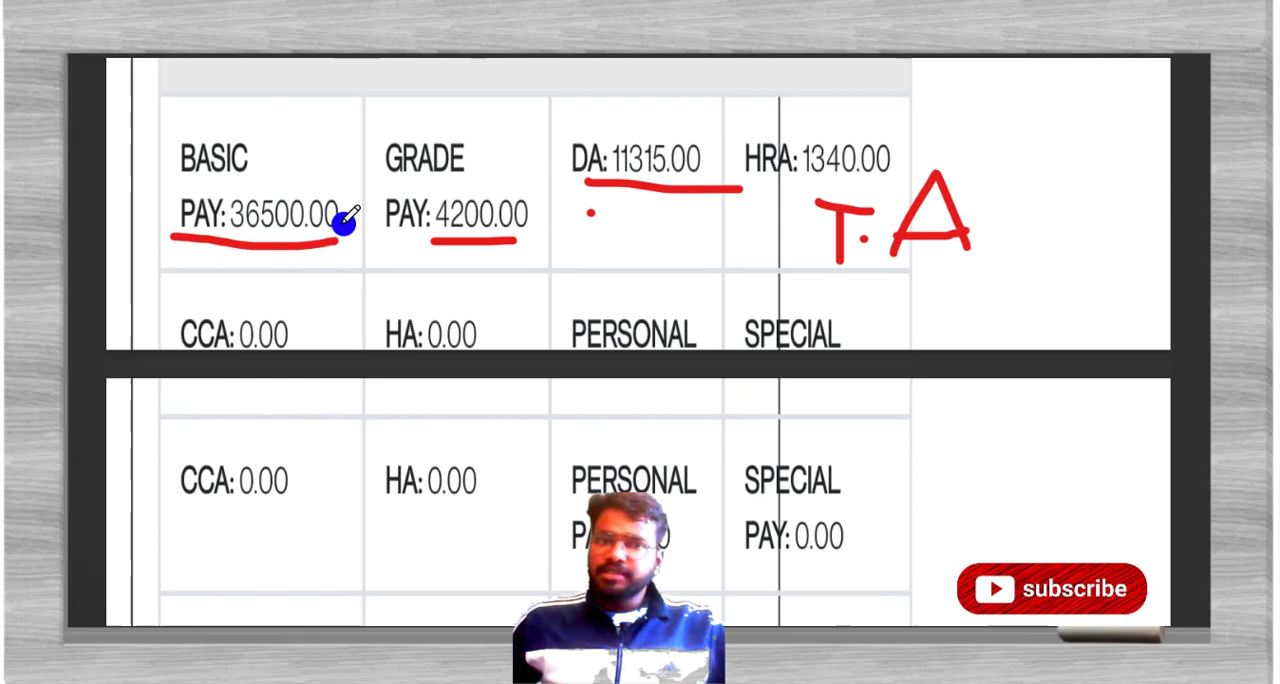 BASIC
PAY: 36500.00
GRADE
PAY: 4200.00
DA: 11315.00
HRA: 1340.00
T.A
CCA: 0.00
HA: 0.00
PERSONAL
SPECIAL
CCA: 0.00
HA: 0.00
PERSONAL
SPECIAL
PAY: 0.00
subscribe